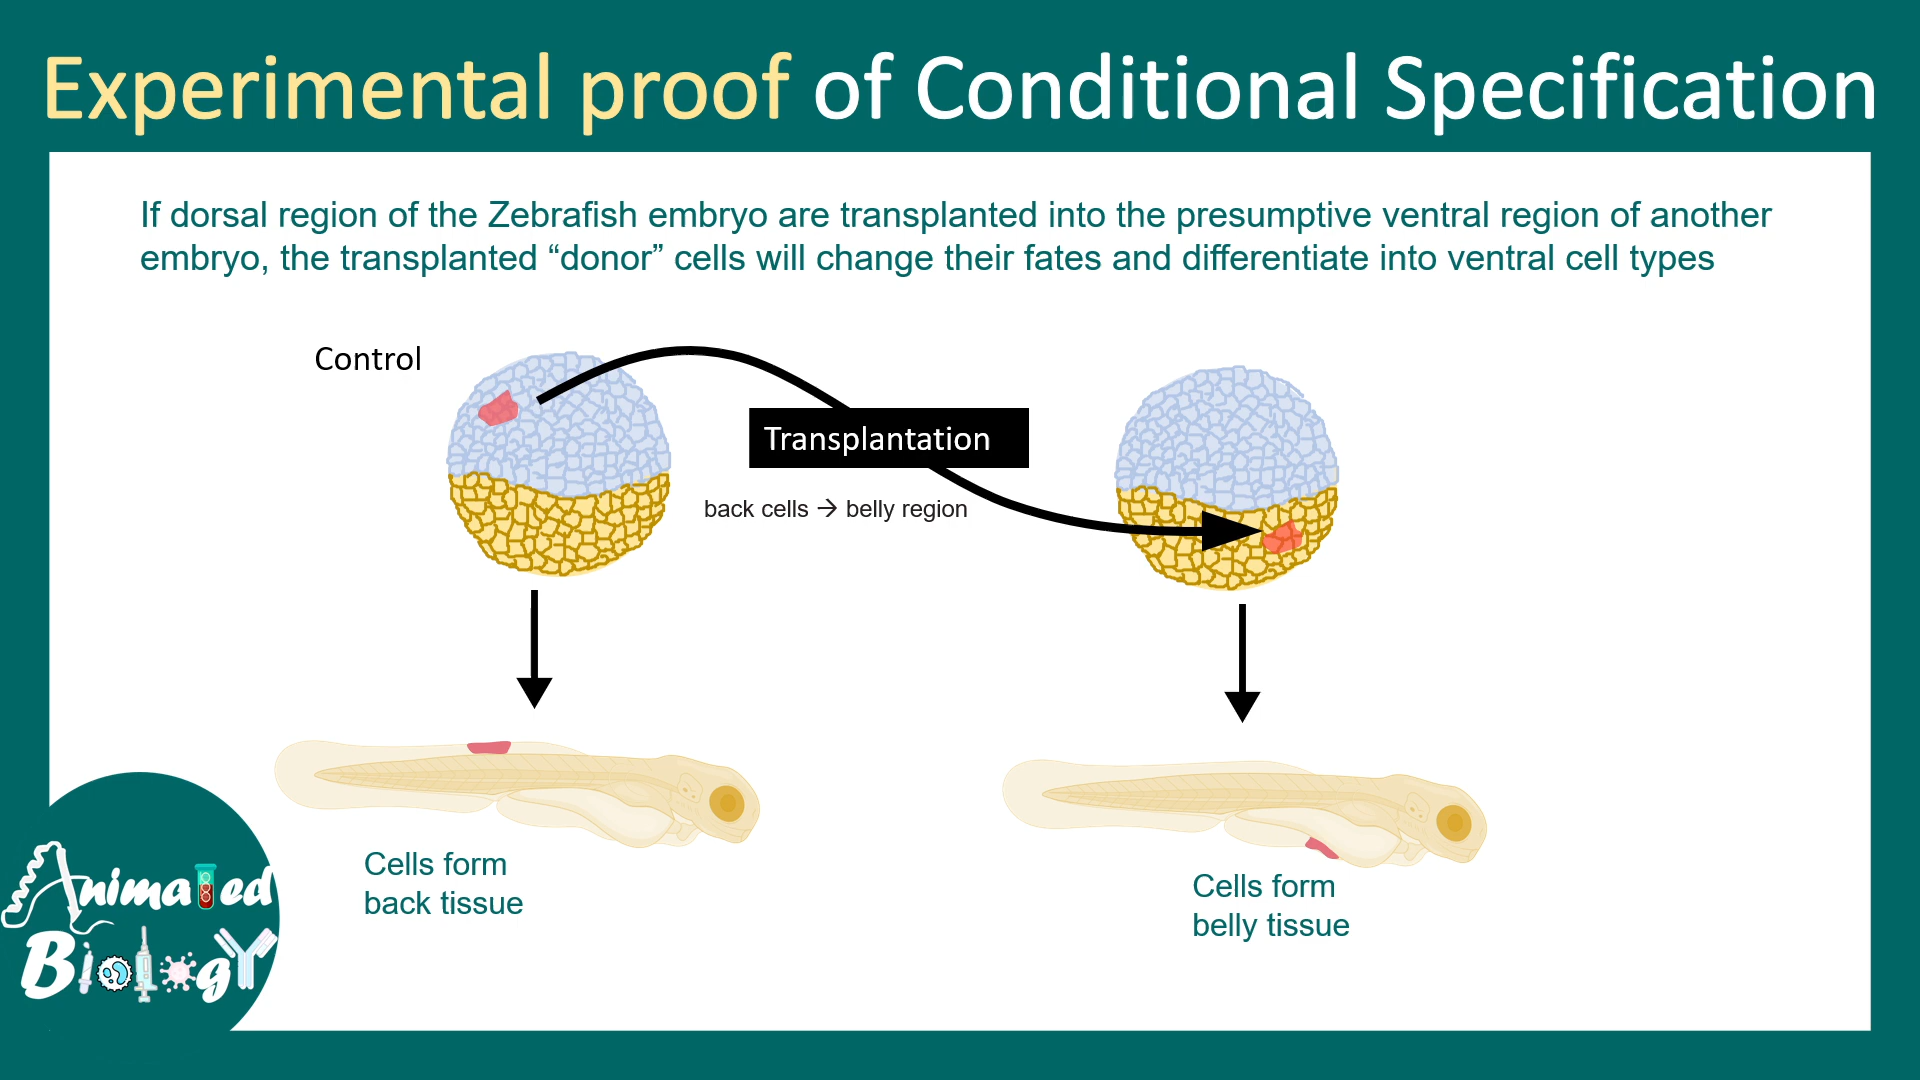 Experimental proof of Conditional Specification
If dorsal region of the Zebrafish embryo are transplanted into the presumptive ventral region of another
embryo, the transplanted “donor” cells will change their fates and differentiate into ventral cell types
Control
Transplantation
back cells → belly region
Cells form
back tissue
Cells form
belly tissue
Animated
Biology